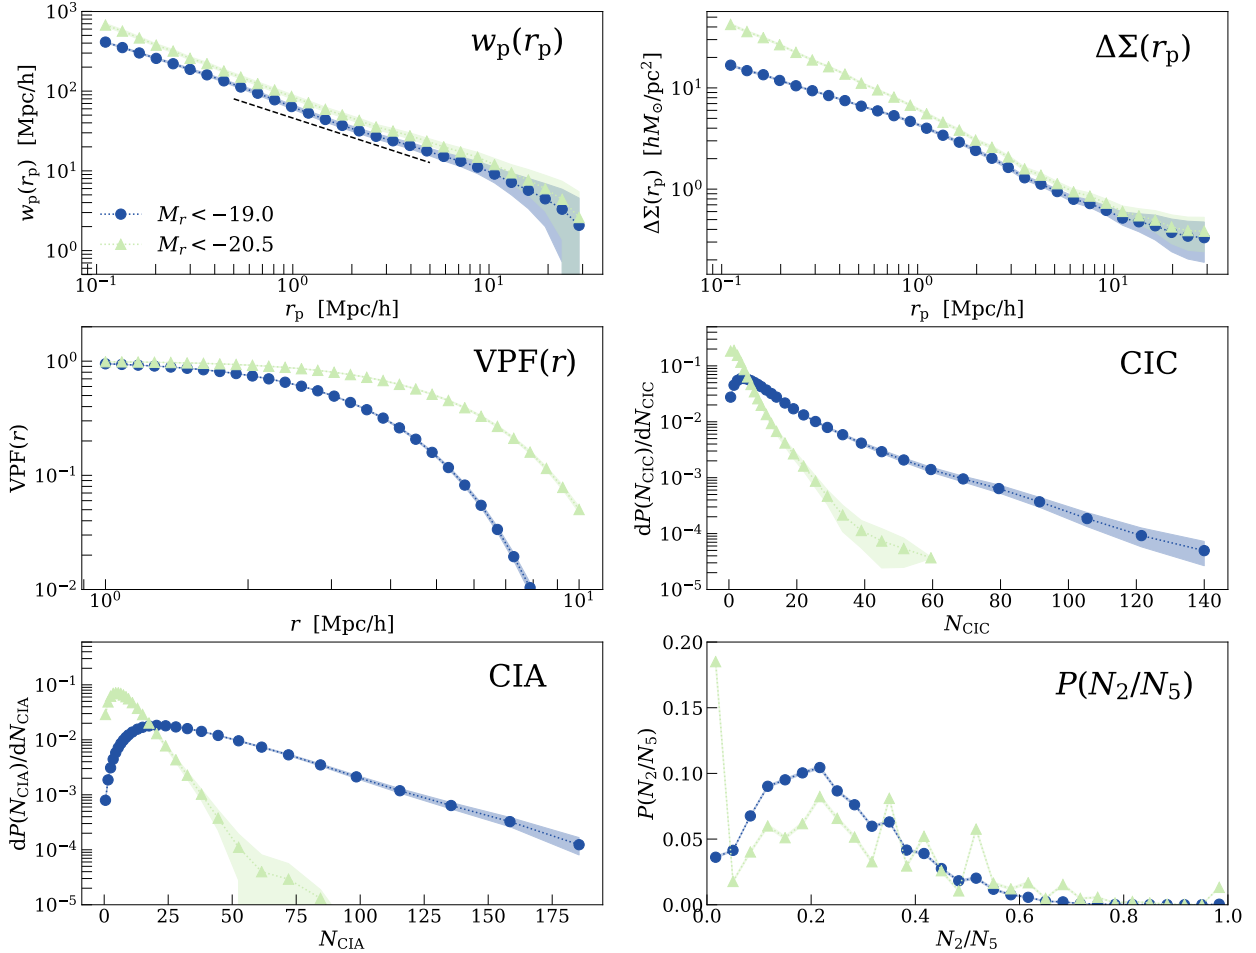 w_p(r_p)
w_p(r_p) [Mpc/h]
10^3
10^2
10^1
10^0
M_r < −19.0
M_r < −20.5
10^−1 10^0 10^1
r_p [Mpc/h]
ΔΣ(r_p)
ΔΣ(r_p) [hM_⊙/pc^2]
10^1
10^0
10^−1 10^0 10^1
r_p [Mpc/h]
VPF(r)
VPF(r)
10^0
10^−1
10^−2
10^0 10^1
r [Mpc/h]
CIC
dP(N_CIC)/dN_CIC
10^−1
10^−2
10^−3
10^−4
10^−5
0 20 40 60 80 100 120 140
N_CIC
CIA
dP(N_CIA)/dN_CIA
10^−1
10^−2
10^−3
10^−4
10^−5
0 25 50 75 100 125 150 175
N_CIA
P(N_2/N_5)
P(N_2/N_5)
0.20
0.15
0.10
0.05
0.00
0.0 0.2 0.4 0.6 0.8 1.0
N_2/N_5